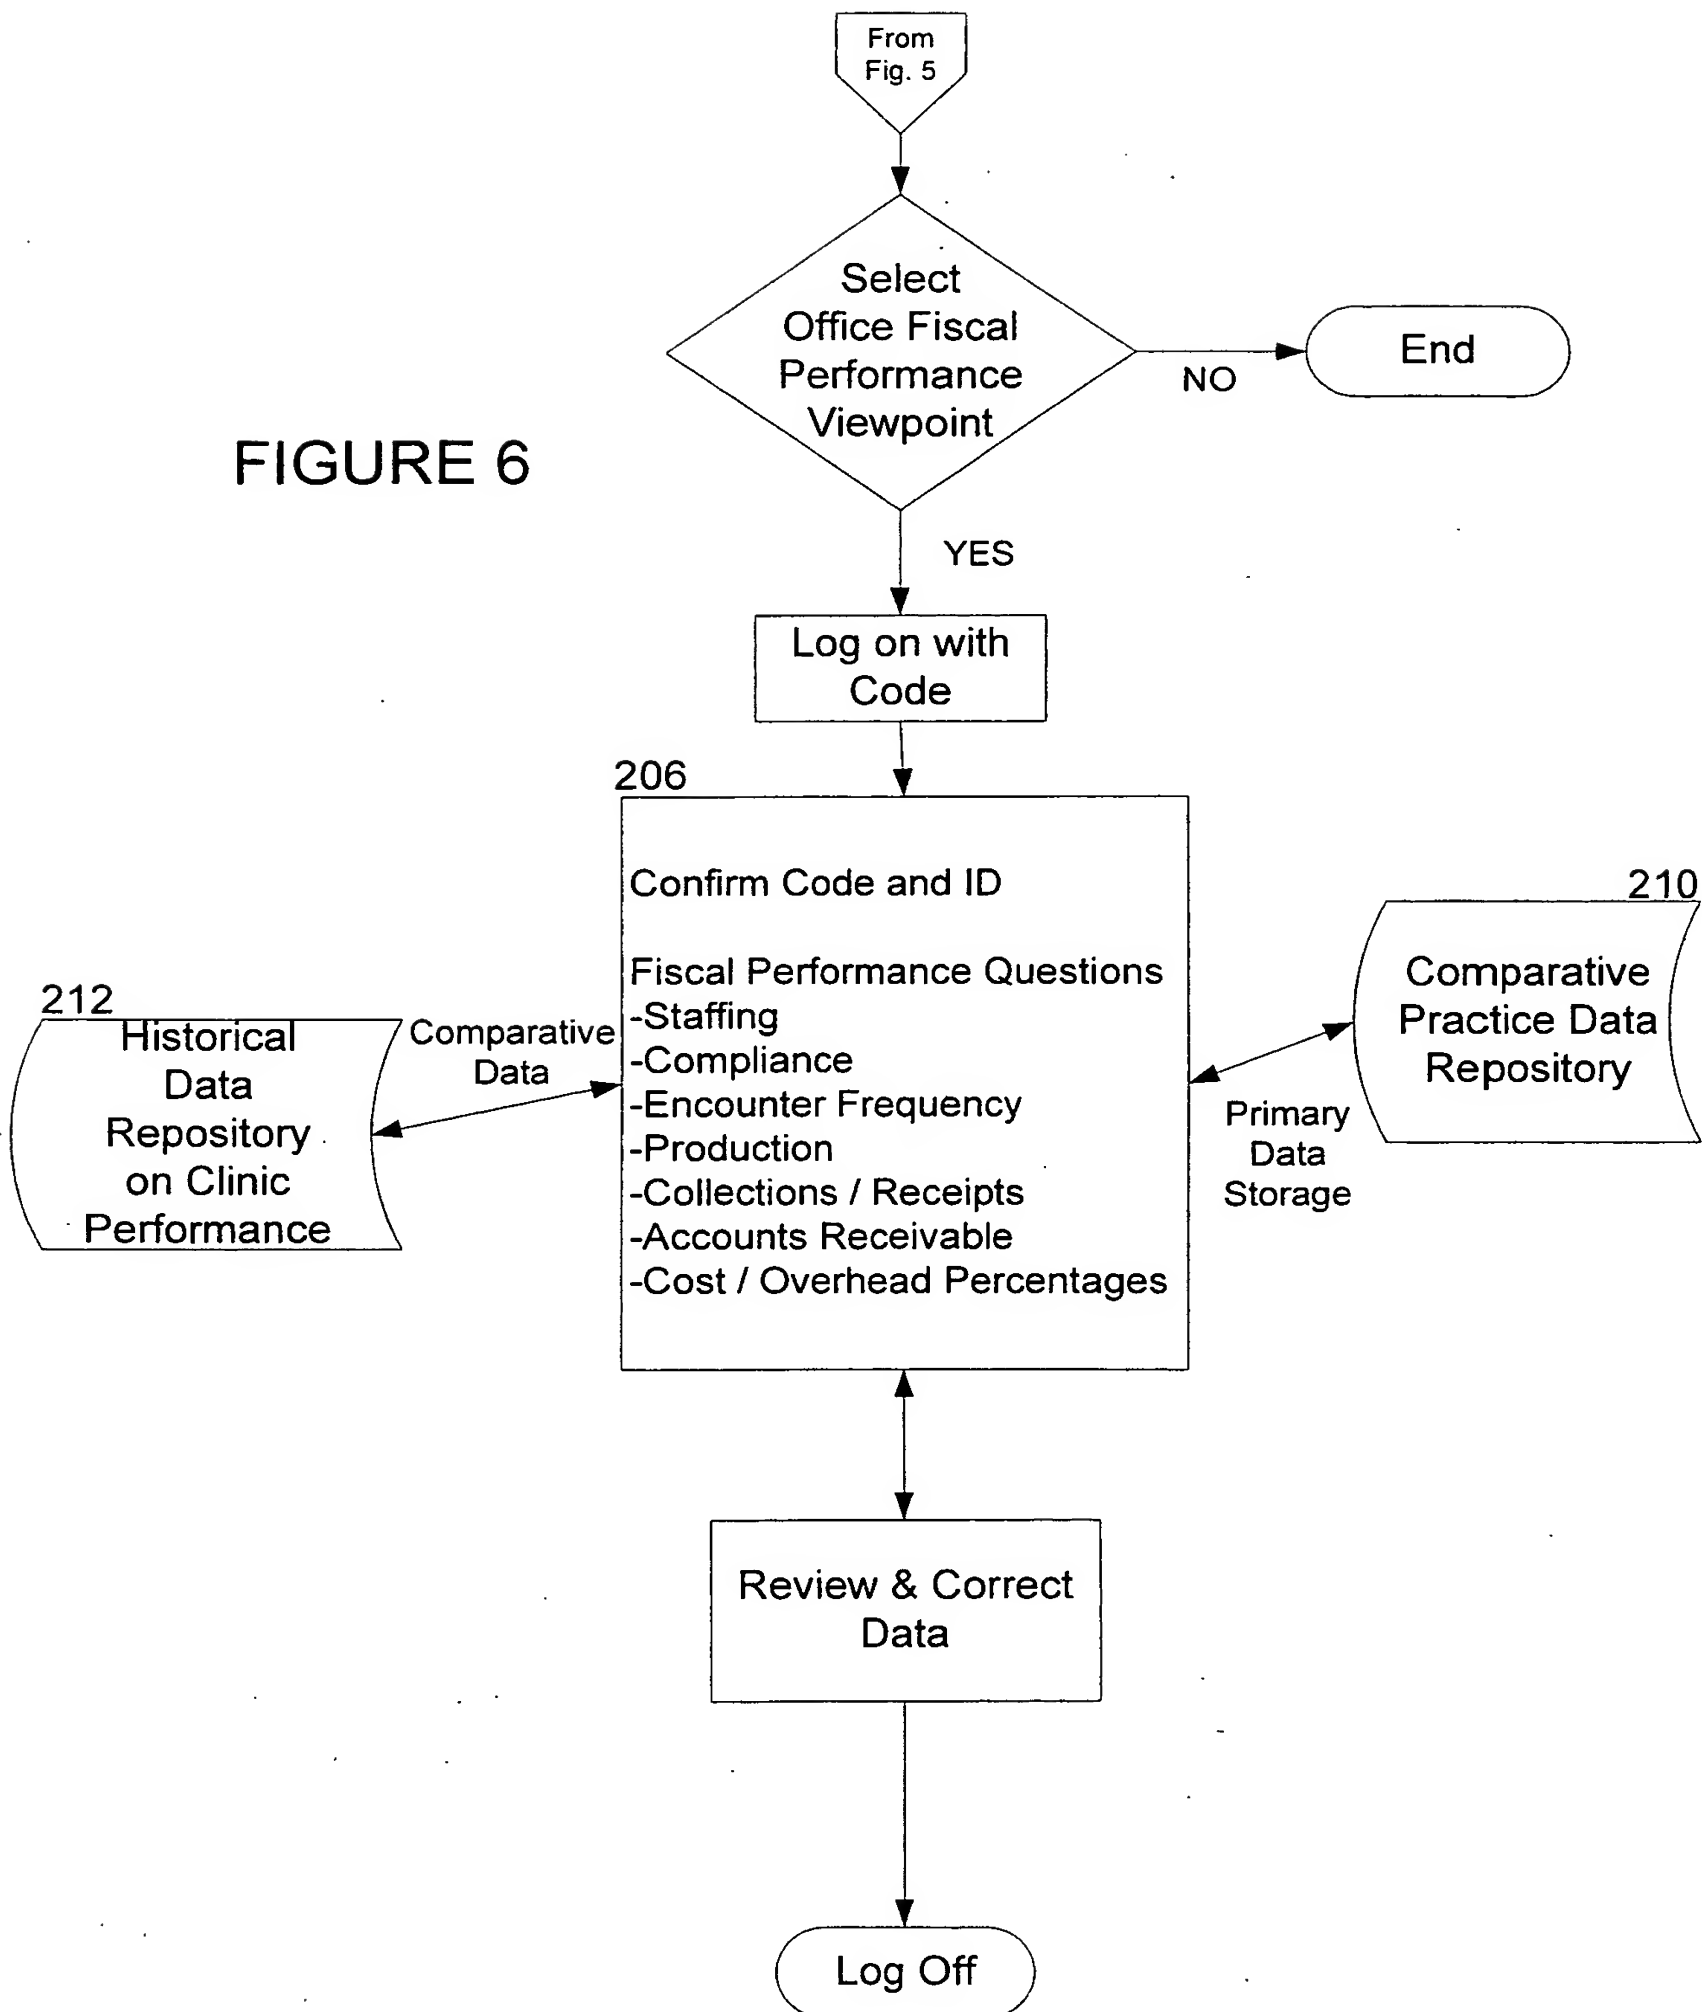 From
Fig. 5
Select
Office Fiscal
Performance
Viewpoint
NO
End
FIGURE 6
YES
Log on with
Code
206
Confirm Code and ID
Fiscal Performance Questions
-Staffing
-Compliance
-Encounter Frequency
-Production
-Collections / Receipts
-Accounts Receivable
-Cost / Overhead Percentages
212
Historical
Data
Repository
on Clinic
Performance
Comparative
Data
210
Comparative
Practice Data
Repository
Primary
Data
Storage
Review & Correct
Data
Log Off